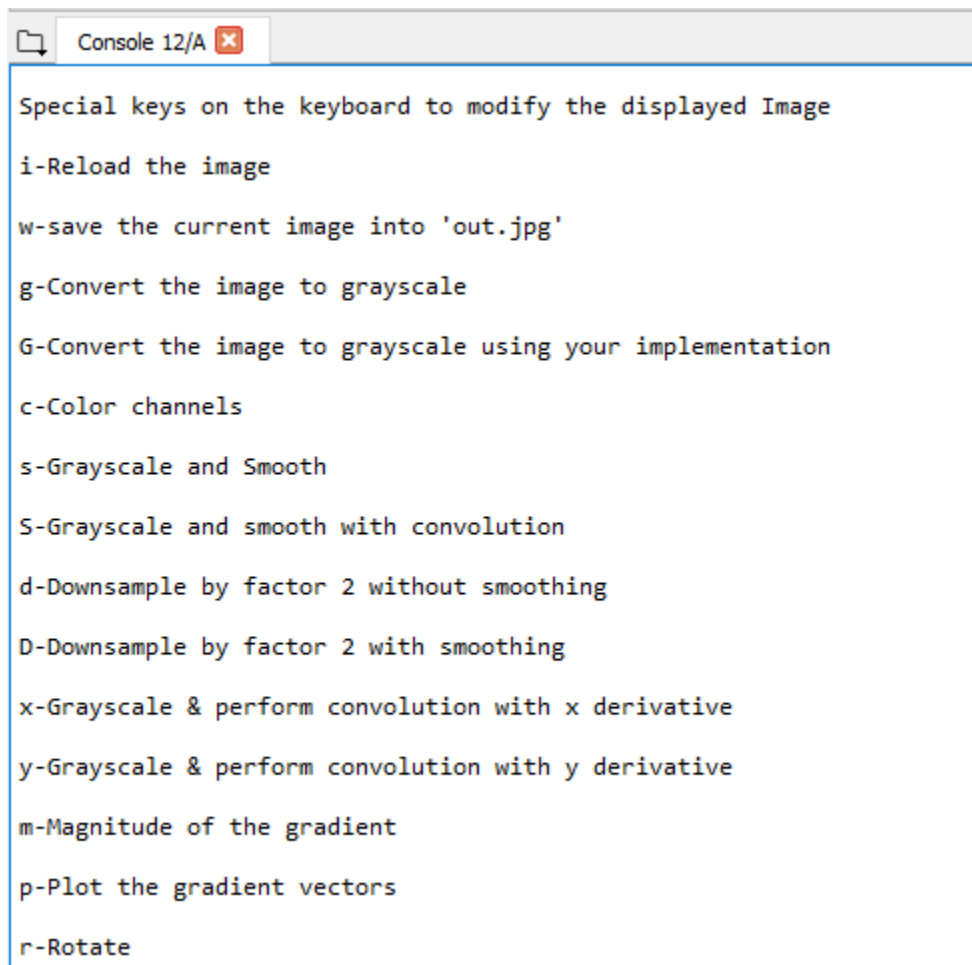 Console 12/A
Special keys on the keyboard to modify the displayed Image
i-Reload the image
w-save the current image into 'out.jpg'
g-Convert the image to grayscale
G-Convert the image to grayscale using your implementation
c-Color channels
s-Grayscale and Smooth
S-Grayscale and smooth with convolution
d-Downsample by factor 2 without smoothing
D-Downsample by factor 2 with smoothing
x-Grayscale & perform convolution with x derivative
y-Grayscale & perform convolution with y derivative
m-Magnitude of the gradient
p-Plot the gradient vectors
r-Rotate